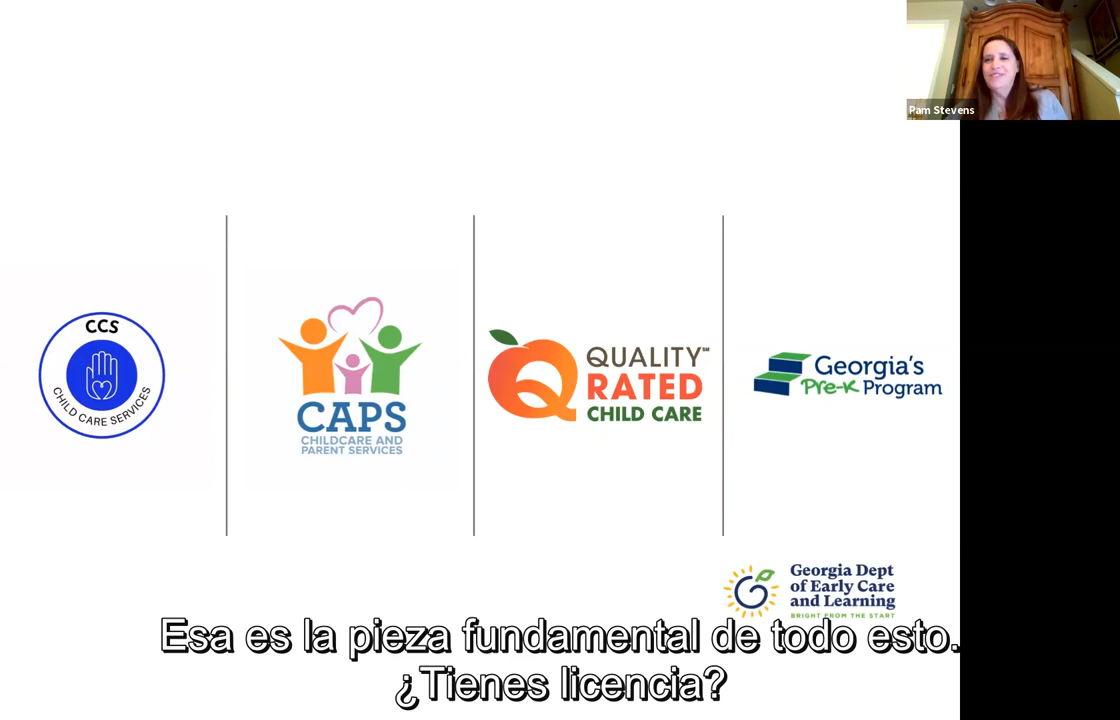 Pam Stevens
CCS
CHILD CARE SERVICES
CAPS
CHILDCARE AND
PARENT SERVICES
QUALITY℠
RATED
CHILD CARE
Georgia's
Pre-K Program
Georgia Dept
of Early Care
and Learning
BRIGHT FROM THE START
Esa es la pieza fundamental de todo esto.
¿Tienes licencia?